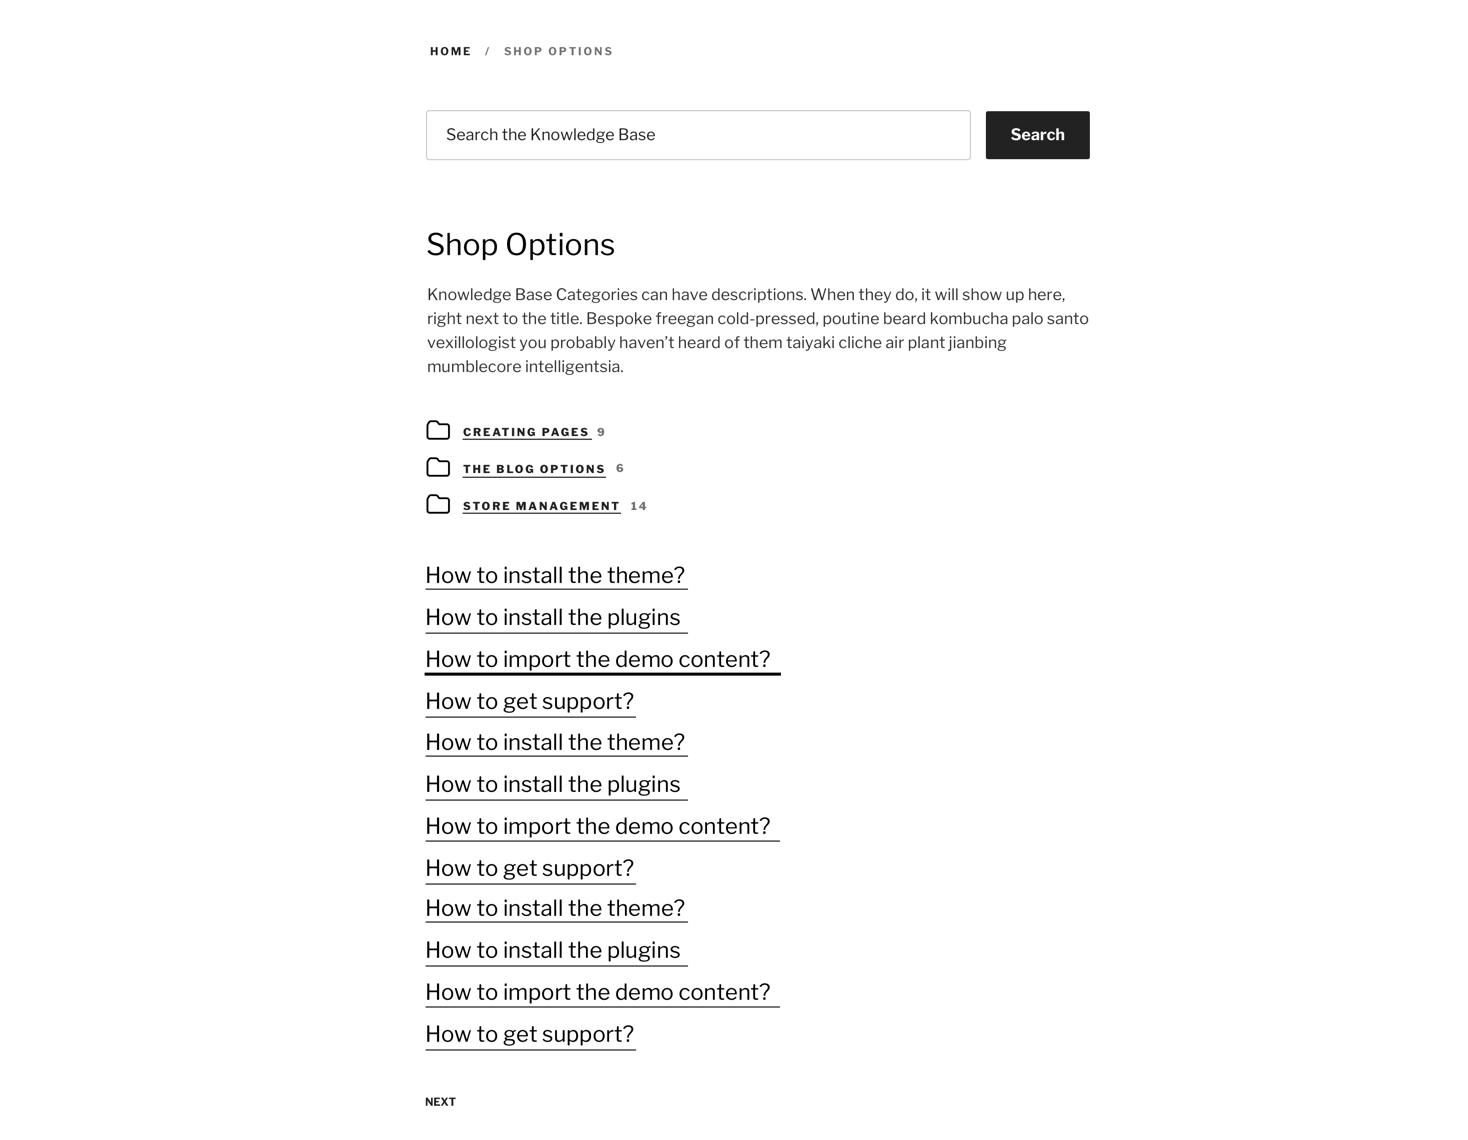 HOME / SHOP OPTIONS
Search the Knowledge Base Search
Shop Options
Knowledge Base Categories can have descriptions. When they do, it will show up here,
right next to the title. Bespoke freegan cold-pressed, poutine beard kombucha palo santo
vexillologist you probably haven’t heard of them taiyaki cliche air plant jianbing
mumblecore intelligentsia.
CREATING PAGES 9
THE BLOG OPTIONS 6
STORE MANAGEMENT 14
How to install the theme?
How to install the plugins
How to import the demo content?
How to get support?
How to install the theme?
How to install the plugins
How to import the demo content?
How to get support?
How to install the theme?
How to install the plugins
How to import the demo content?
How to get support?
NEXT